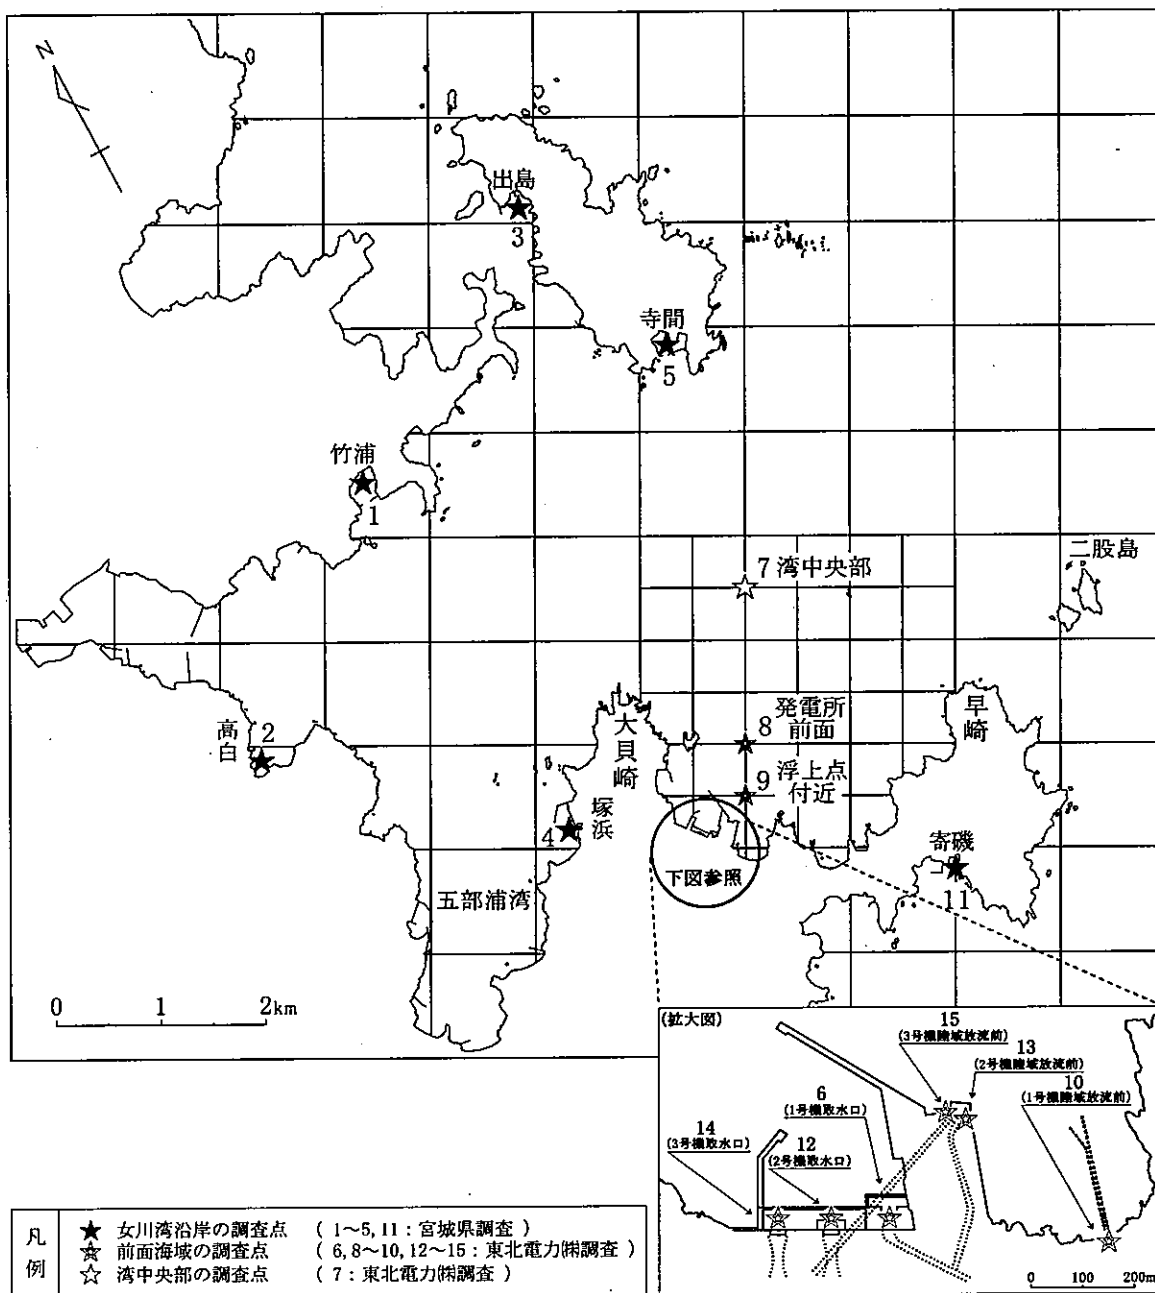 N
出島
3
寺間
5
竹浦
1
二股島
7 湾中央部
高白
2
大貝崎
8
発電所
前面
早崎
9
浮上点
付近
塚浜
4
寄磯
11
下図参照
五部浦湾
0 1 2km
(拡大図)
15
(3号機陸域放流前)
13
(2号機陸域放流前)
10
(1号機陸域放流前)
6
(1号機取水口)
14
(3号機取水口)
12
(2号機取水口)
0 100 200m
凡例
★ 女川湾沿岸の調査点 ( 1~5, 11 : 宮城県調査 )
前面海域の調査点 ( 6, 8~10, 12~15 : 東北電力㈱調査 )
☆ 湾中央部の調査点 ( 7 : 東北電力㈱調査 )